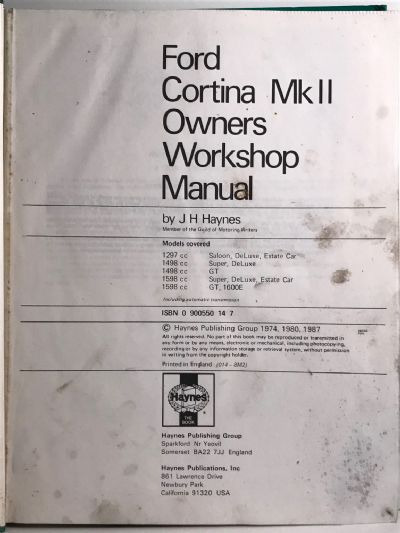 Ford
Cortina Mk II
Owners
Workshop
Manual
by J H Haynes
Member of the Guild of Motoring Writers
Models covered
1297 cc Saloon, DeLuxe, Estate Car
1498 cc Super, DeLuxe
1498 cc GT
1598 cc Super, DeLuxe, Estate Car
1598 cc GT, 1600E
Including automatic transmission
ISBN 0 900550 14 7
© Haynes Publishing Group 1974, 1980, 1987
All rights reserved. No part of this book may be reproduced or transmitted in
any form or by any means, electronic or mechanical, including photocopying,
recording or by any information storage or retrieval system, without permission
in writing from the copyright holder.
Printed in England (014-8M2)
Haynes
THE
BOOK
Haynes Publishing Group
Sparkford Nr Yeovil
Somerset BA22 7JJ England
Haynes Publications, Inc
861 Lawrence Drive
Newbury Park
California 91320 USA